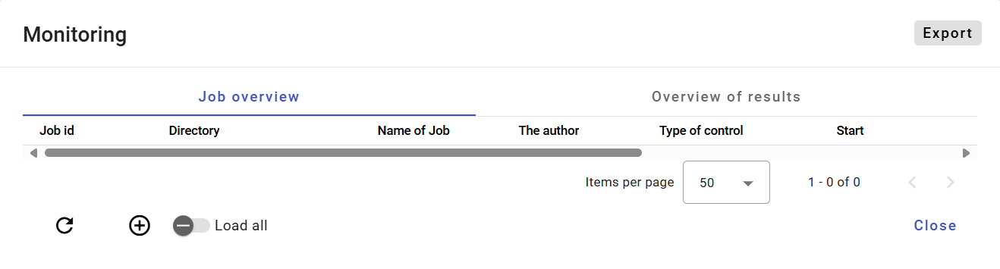 Monitoring
Export
Job overview
Overview of results
Job id
Directory
Name of Job
The author
Type of control
Start
Items per page
50
1 - 0 of 0
Load all
Close